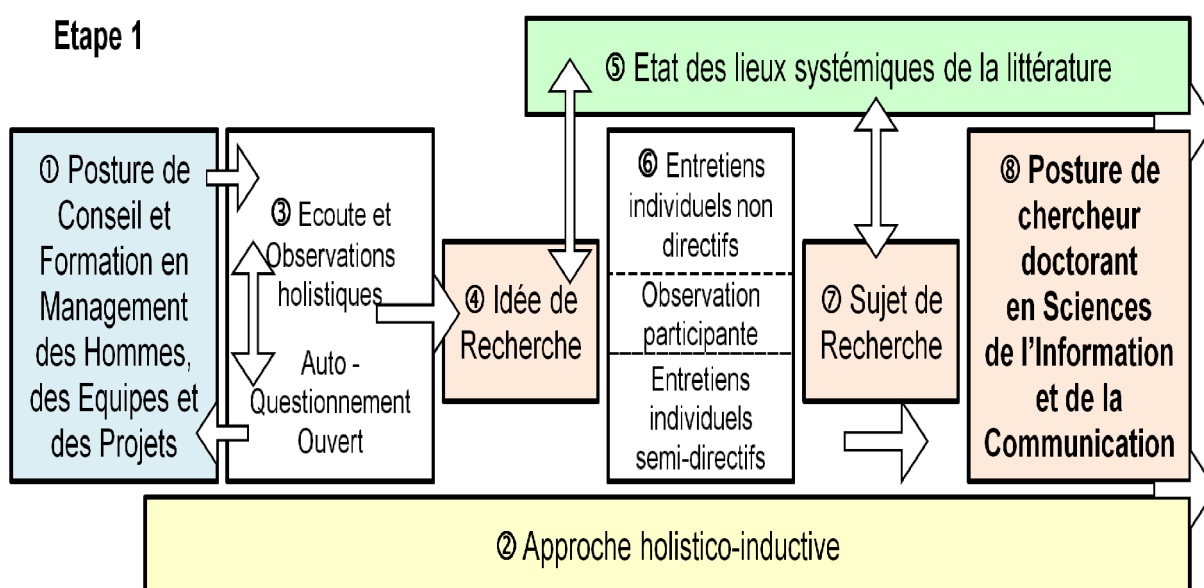 Etape 1
⑤ Etat des lieux systémiques de la littérature
① Posture de
Conseil et
Formation en
Management
des Hommes,
des Equipes et
des Projets
③ Ecoute et
Observations
holistiques
Auto -
Questionnement
Ouvert
④ Idée de
Recherche
⑥ Entretiens
individuels non
directifs
Observation
participante
Entretiens
individuels
semi-directifs
⑦ Sujet de
Recherche
⑧ Posture de
chercheur
doctorant
en Sciences
de l'Information
et de la
Communication
② Approche holistico-inductive